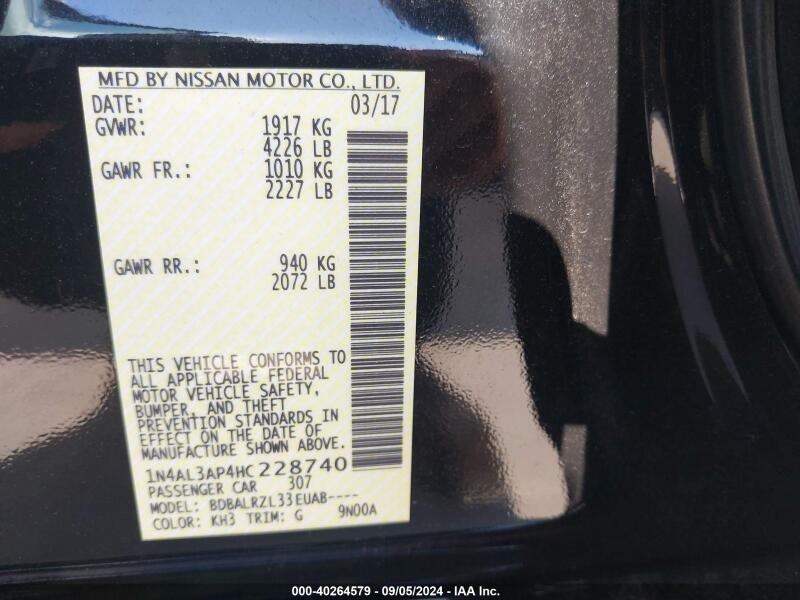 MFD BY NISSAN MOTOR CO., LTD.
DATE: 03/17
GVWR: 1917 KG
4226 LB
GAWR FR.: 1010 KG
2227 LB
GAWR RR.: 940 KG
2072 LB
THIS VEHICLE CONFORMS TO
ALL APPLICABLE FEDERAL
MOTOR VEHICLE SAFETY,
BUMPER, AND THEFT
PREVENTION STANDARDS IN
EFFECT ON THE DATE OF
MANUFACTURE SHOWN ABOVE.
1N4AL3AP4HC228740
PASSENGER CAR 307
MODEL: BDBALRZL33EUAB----
COLOR: KH3 TRIM: G 9N00A
000-40264579 - 09/05/2024 - IAA Inc.